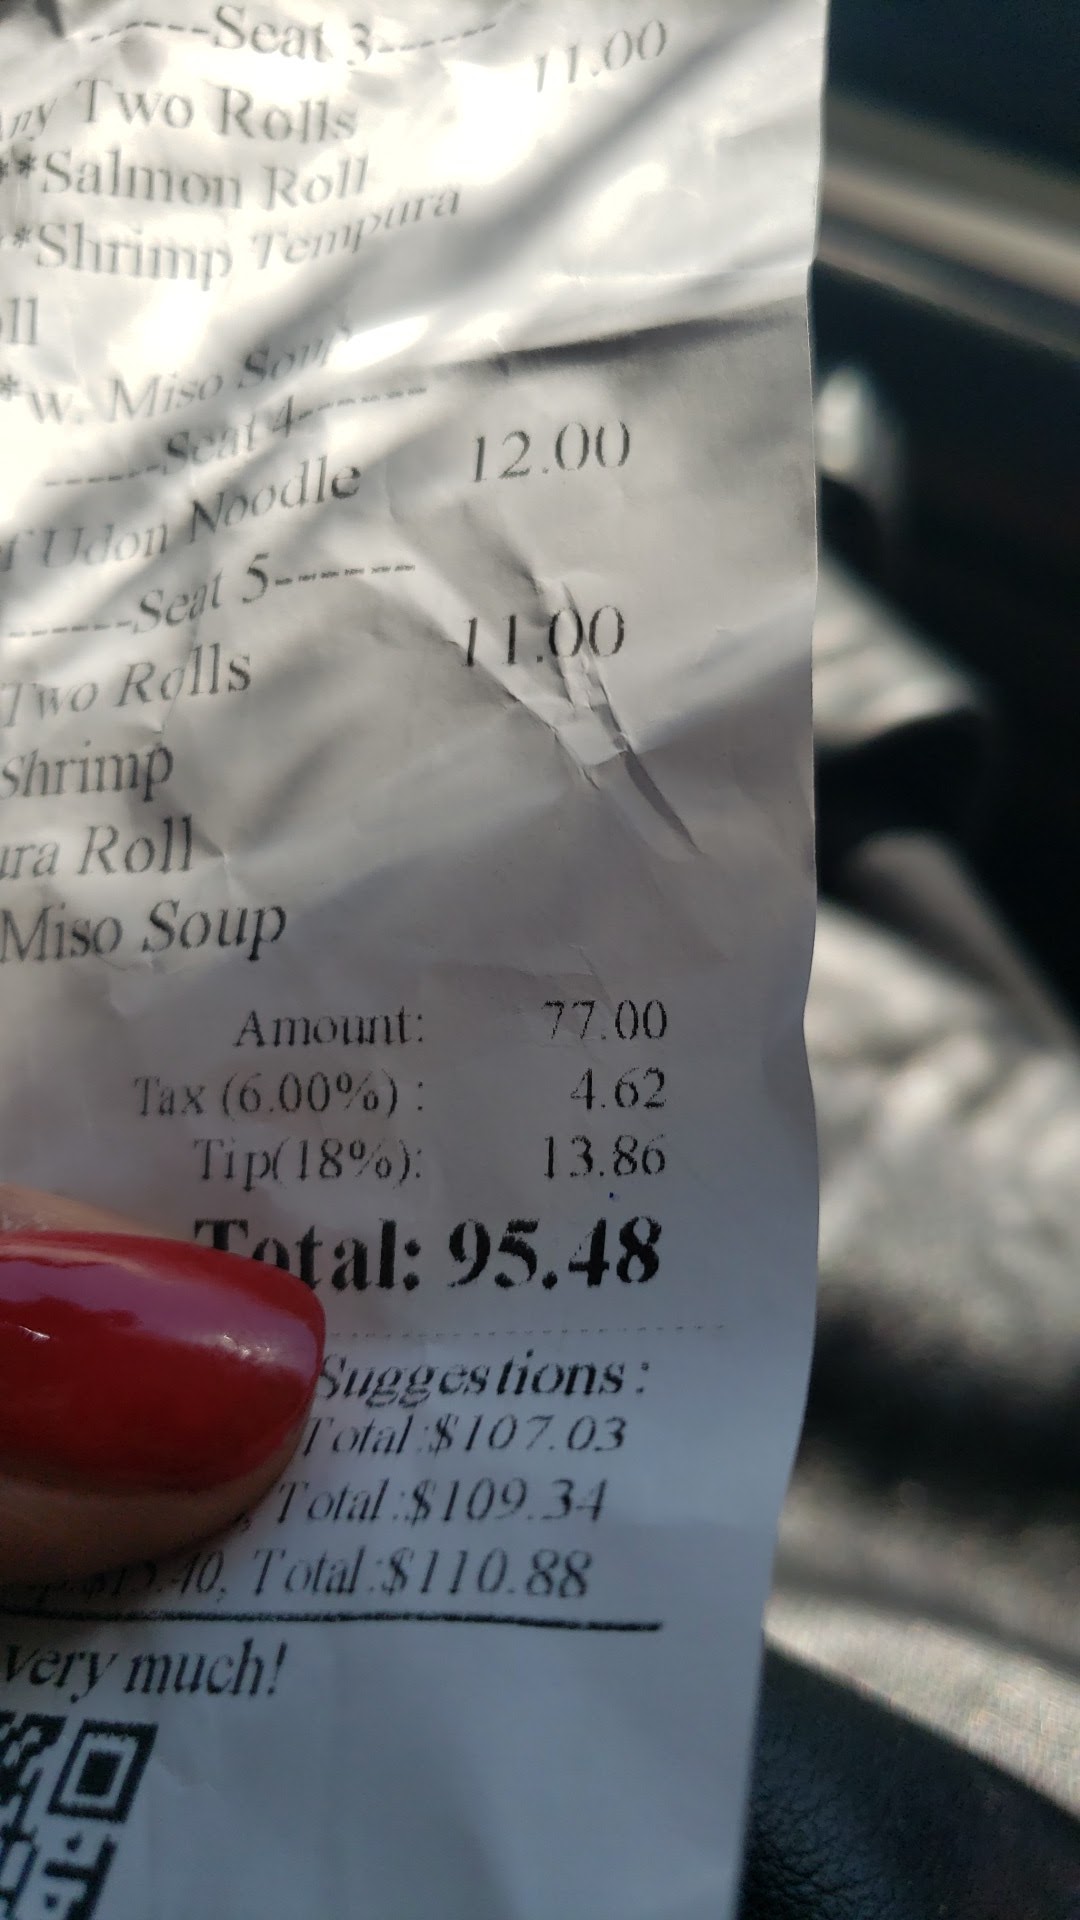 ------Seat 3------
ny Two Rolls 11.00
**Salmon Roll
*Shrimp Tempura
ll
*w. Miso Soup
------Seat 4------
f Udon Noodle 12.00
------Seat 5------
Two Rolls 11.00
Shrimp
ura Roll
Miso Soup
Amount: 77.00
Tax (6.00%) : 4.62
Tip(18%): 13.86
Total: 95.48
Suggestions:
Total:$107.03
, Total:$109.34
$15.40, Total:$110.88
very much!